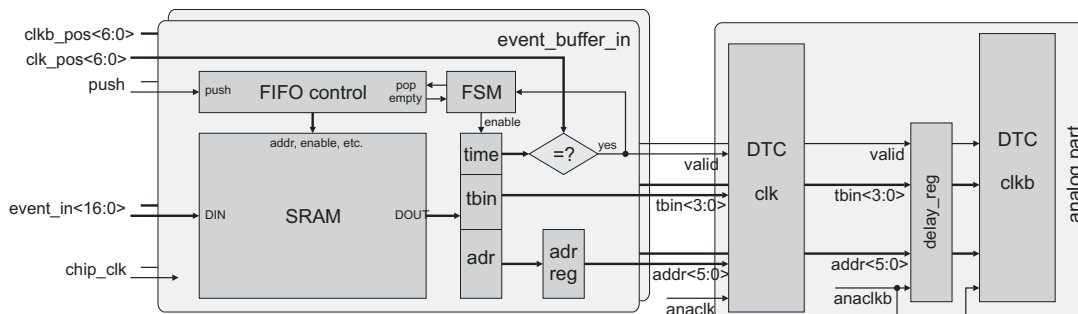 clkb_pos<6:0>
clk_pos<6:0>
push
event_in<16:0>
chip_clk
event_buffer_in
push
FIFO control
pop
empty
FSM
enable
addr, enable, etc.
DIN
SRAM
DOUT
time
tbin
adr
=?
yes
adr
reg
valid
tbin<3:0>
addr<5:0>
anaclk
DTC
clk
valid
tbin<3:0>
addr<5:0>
anaclkb
delay_reg
DTC
clkb
analog part